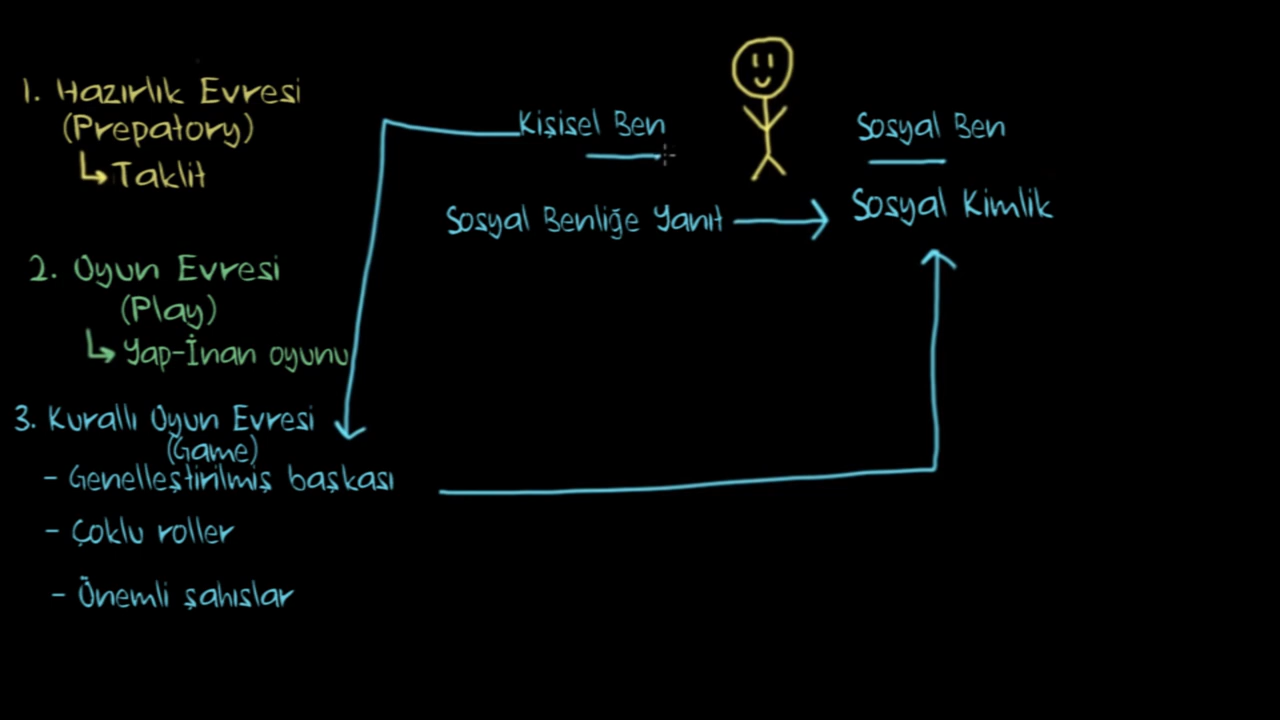 1. Hazırlık Evresi
(Prepatory)
Taklit
2. Oyun Evresi
(Play)
Yap-İnan oyunu
3. Kurallı Oyun Evresi
(Game)
- Genelleştirilmiş başkası
- Çoklu roller
- Önemli şahıslar
Kişisel Ben
Sosyal Benliğe Yanıt
Sosyal Ben
Sosyal Kimlik